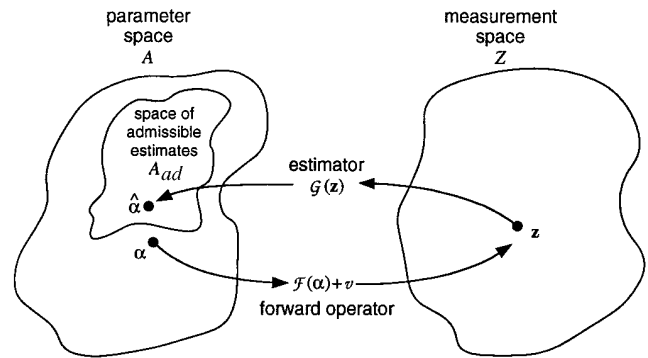 parameter
space
A
measurement
space
Z
space of
admissible
estimates
A_ad
estimator
𝒢(z)
α̂
α
z
ℱ(α)+v
forward operator